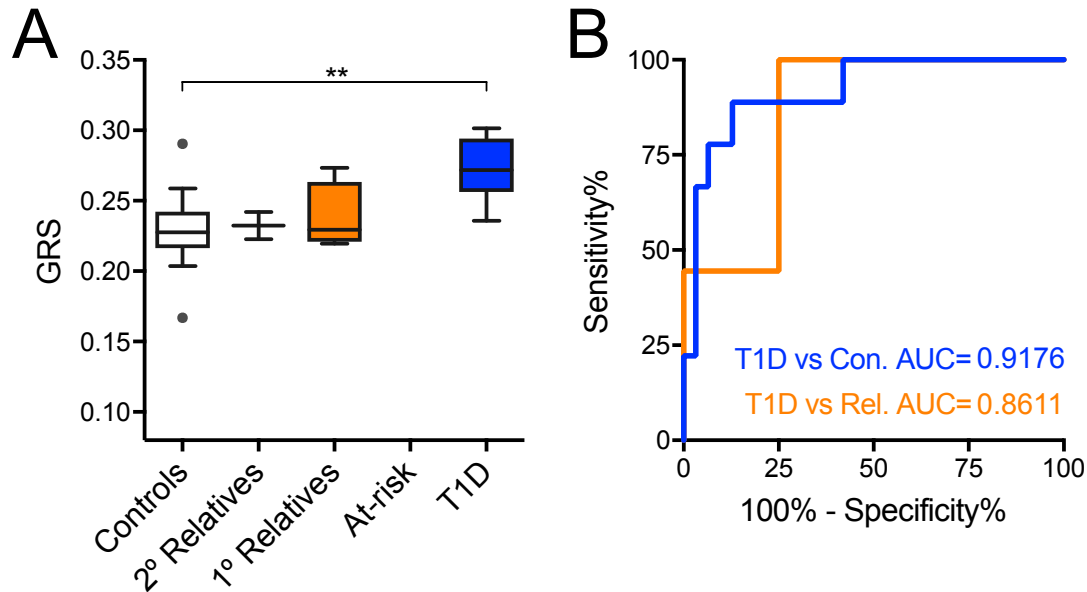 A
0.35
0.30
0.25
0.20
0.15
0.10
GRS
**
Controls
2º Relatives
1º Relatives
At-risk
T1D
B
100
75
50
25
0
Sensitivity%
T1D vs Con. AUC= 0.9176
T1D vs Rel. AUC= 0.8611
0 25 50 75 100
100% - Specificity%